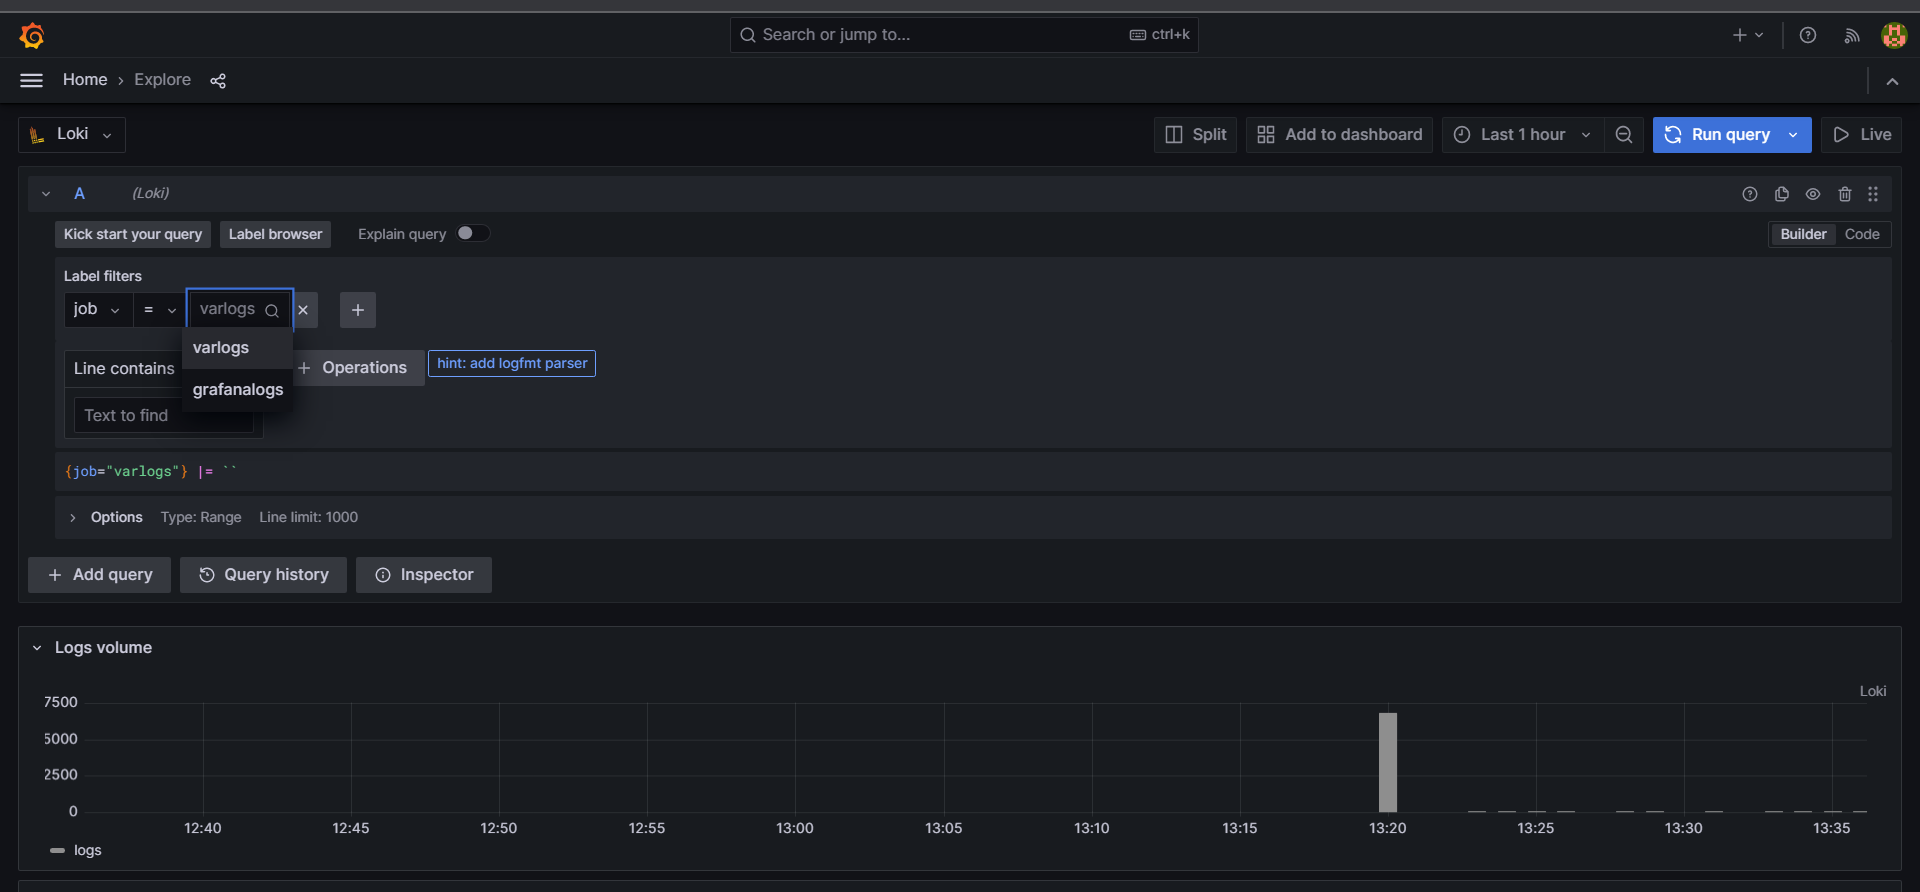 Search or jump to...
ctrl+k
Home › Explore
Loki
Split
Add to dashboard
Last 1 hour
Run query
Live
A
(Loki)
Kick start your query
Label browser
Explain query
Builder
Code
Label filters
job
=
varlogs
varlogs
grafanalogs
Line contains
Text to find
+ Operations
hint: add logfmt parser
{job="varlogs"} |= ``
Options Type: Range Line limit: 1000
+ Add query
Query history
Inspector
Logs volume
Loki
7500
5000
2500
0
12:40 12:45 12:50 12:55 13:00 13:05 13:10 13:15 13:20 13:25 13:30 13:35
logs